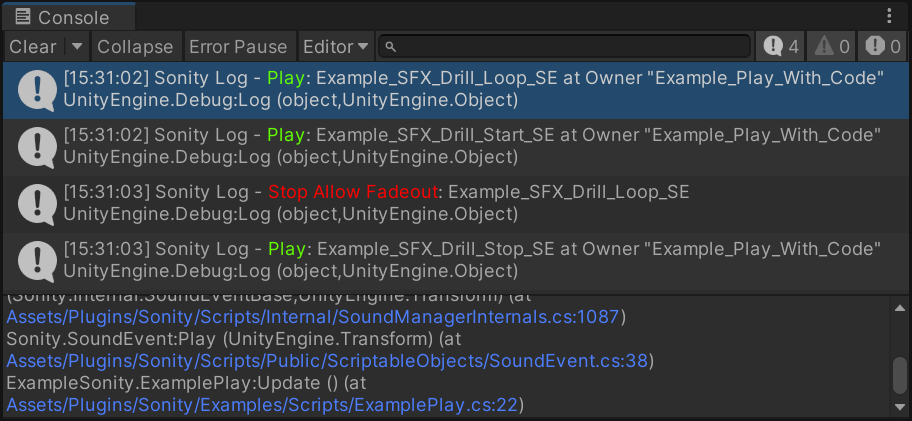 Console
Clear Collapse Error Pause Editor 4 0 0
[15:31:02] Sonity Log - Play: Example_SFX_Drill_Loop_SE at Owner "Example_Play_With_Code"
UnityEngine.Debug:Log (object,UnityEngine.Object)
[15:31:02] Sonity Log - Play: Example_SFX_Drill_Start_SE at Owner "Example_Play_With_Code"
UnityEngine.Debug:Log (object,UnityEngine.Object)
[15:31:03] Sonity Log - Stop Allow Fadeout: Example_SFX_Drill_Loop_SE
UnityEngine.Debug:Log (object,UnityEngine.Object)
[15:31:03] Sonity Log - Play: Example_SFX_Drill_Stop_SE at Owner "Example_Play_With_Code"
UnityEngine.Debug:Log (object,UnityEngine.Object)
(Sonity.Internal.SoundEventBase,UnityEngine.Transform) (at
Assets/Plugins/Sonity/Scripts/Internal/SoundManagerInternals.cs:1087)
Sonity.SoundEvent:Play (UnityEngine.Transform) (at
Assets/Plugins/Sonity/Scripts/Public/ScriptableObjects/SoundEvent.cs:38)
ExampleSonity.ExamplePlay:Update () (at
Assets/Plugins/Sonity/Examples/Scripts/ExamplePlay.cs:22)